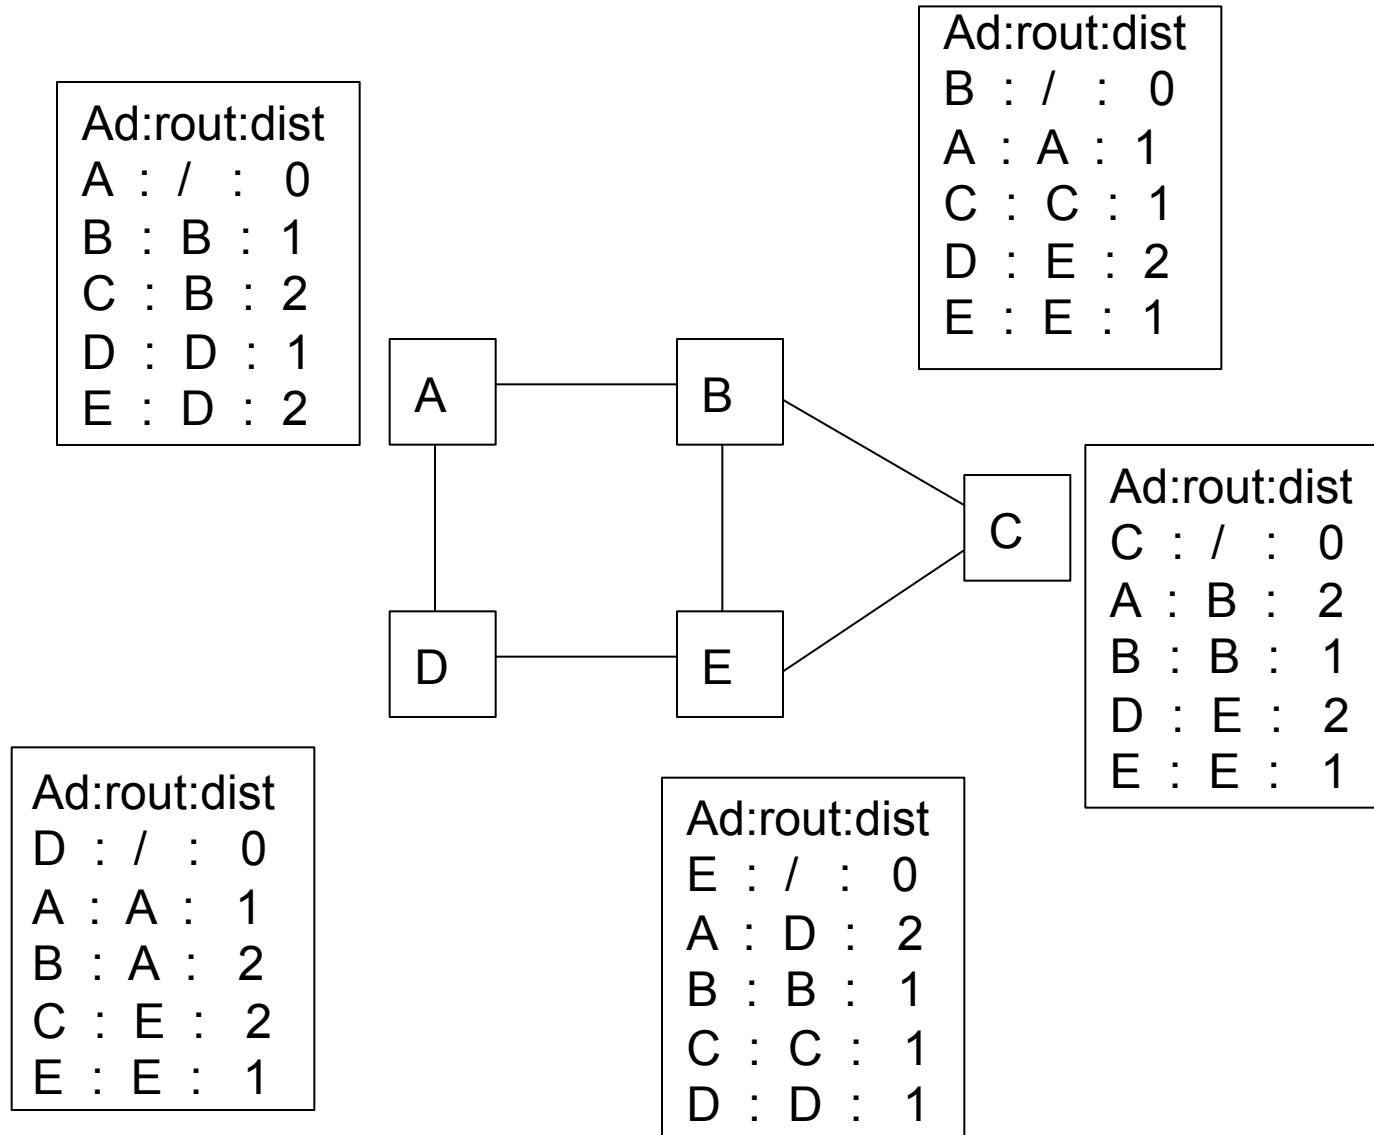 Ad:rout:dist
A : / : 0
B : B : 1
C : B : 2
D : D : 1
E : D : 2
Ad:rout:dist
B : / : 0
A : A : 1
C : C : 1
D : E : 2
E : E : 1
A
B
C
D
E
Ad:rout:dist
C : / : 0
A : B : 2
B : B : 1
D : E : 2
E : E : 1
Ad:rout:dist
D : / : 0
A : A : 1
B : A : 2
C : E : 2
E : E : 1
Ad:rout:dist
E : / : 0
A : D : 2
B : B : 1
C : C : 1
D : D : 1